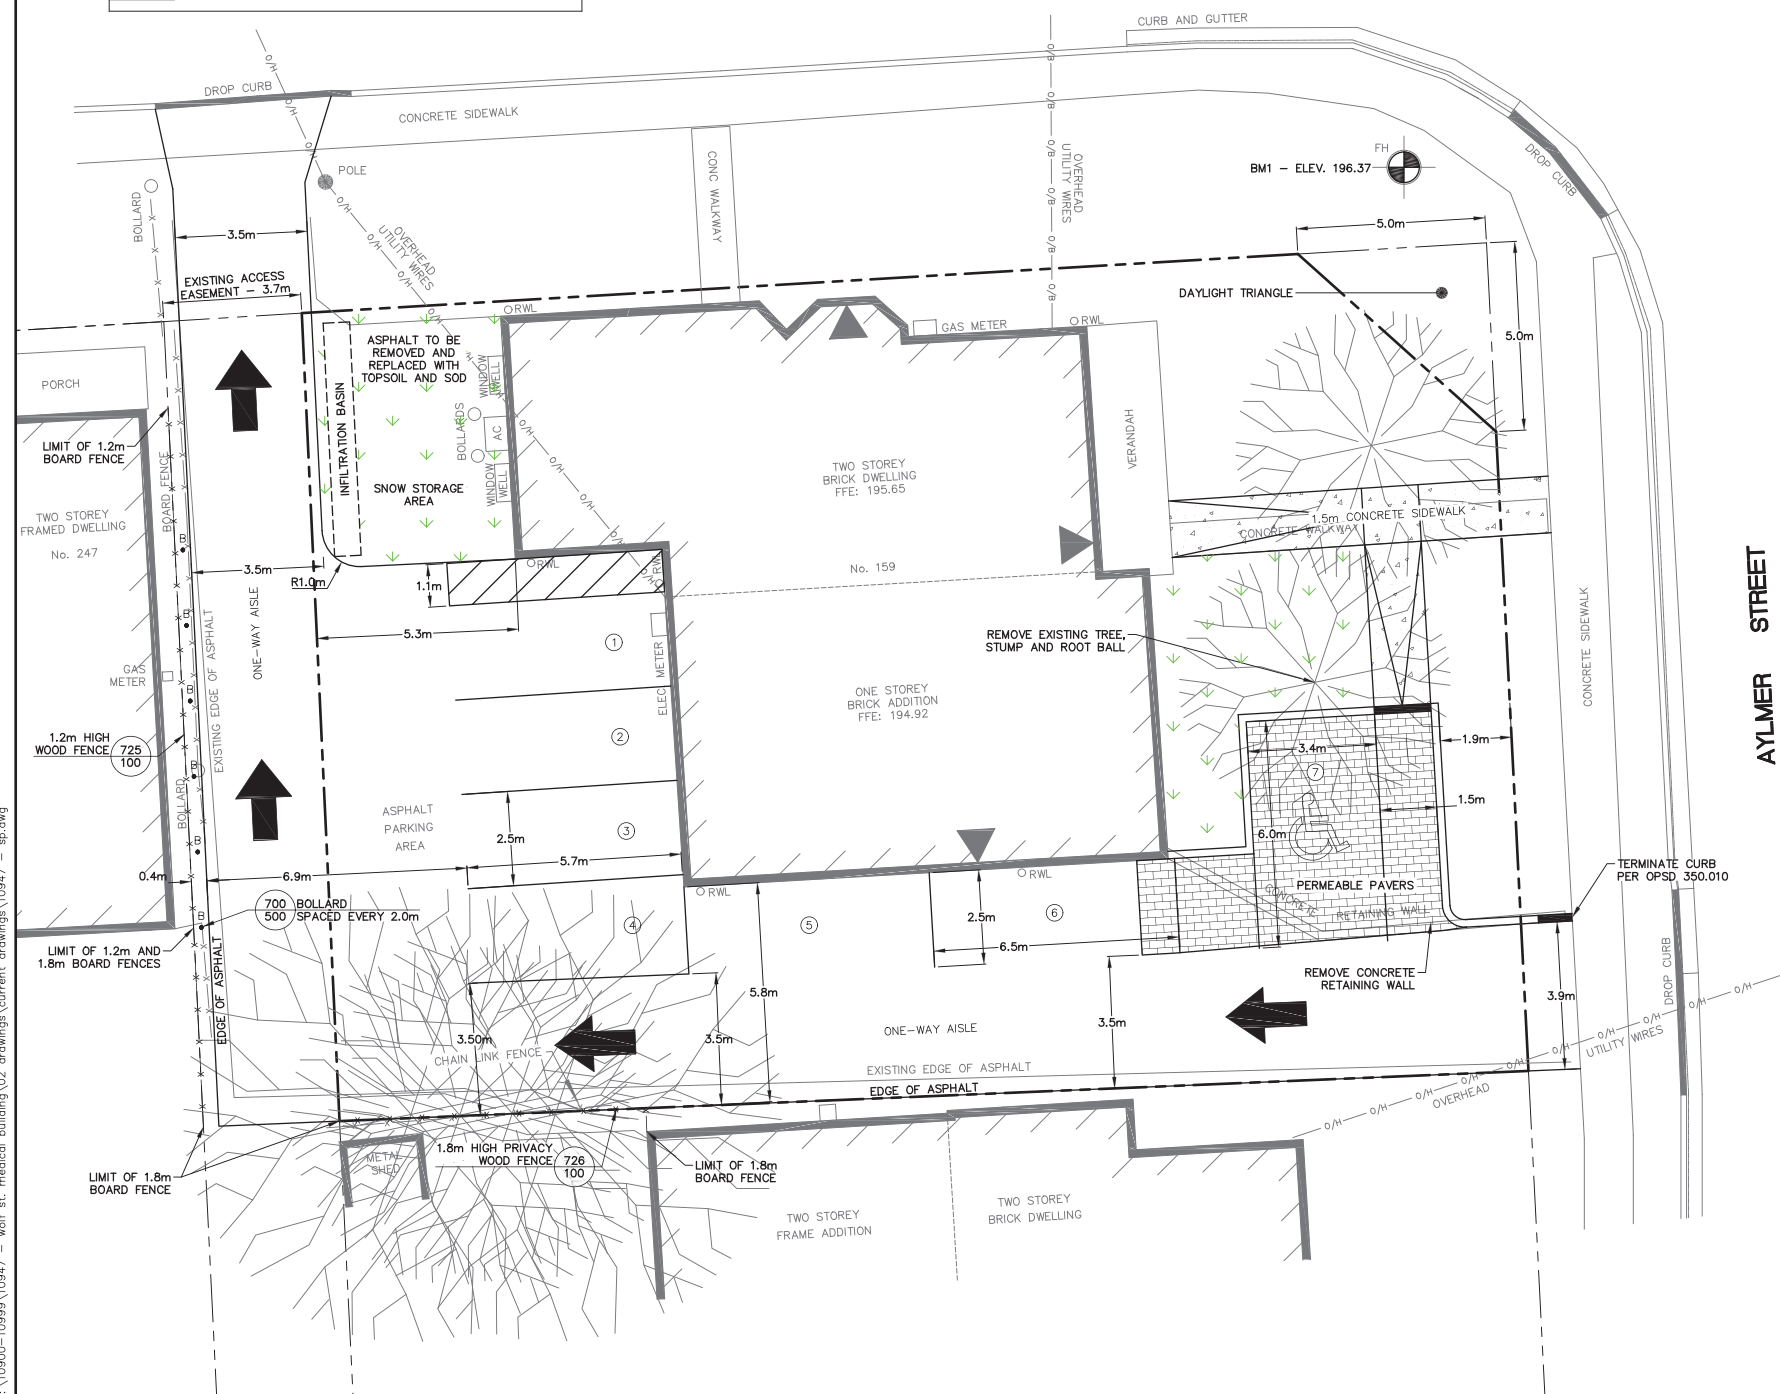 CURB AND GUTTER
DROP CURB
O/H
CONCRETE SIDEWALK
O/B
POLE
BOLLARD
CONC WALKWAY
OVERHEAD
UTILITY WIRES
FH
BM1 - ELEV. 196.37
DROP CURB
3.5m
OVERHEAD
UTILITY WIRES
5.0m
EXISTING ACCESS
EASEMENT - 3.7m
DAYLIGHT TRIANGLE
5.0m
RWL
GAS METER
RWL
ASPHALT TO BE
REMOVED AND
REPLACED WITH
TOPSOIL AND SOD
WINDOW
WELL
PORCH
INFILTRATION BASIN
BOLLARDS
AC
LIMIT OF 1.2m
BOARD FENCE
BOARD FENCE
SNOW STORAGE
AREA
WINDOW
WELL
TWO STOREY
BRICK DWELLING
FFE: 195.65
VERANDAH
TWO STOREY
FRAMED DWELLING
No. 247
1.5m CONCRETE SIDEWALK
CONCRETE WALKWAY
B
3.5m
R1.0m
1.1m
RWL
RWL
No. 159
5.3m
1
ONE-WAY AISLE
EXISTING EDGE OF ASPHALT
ELEC METER
REMOVE EXISTING TREE,
STUMP AND ROOT BALL
CONCRETE SIDEWALK
AYLMER STREET
B
GAS
METER
B
ONE STOREY
BRICK ADDITION
FFE: 194.92
1.2m HIGH
WOOD FENCE
725
100
2
3.4m
1.9m
B
7
BOLLARD
ASPHALT
PARKING
AREA
2.5m
3
1.5m
6.0m
B
5.7m
0.4m
6.9m
RWL
RWL
TERMINATE CURB
PER OPSD 350.010
PERMEABLE PAVERS
700
500
BOLLARD
SPACED EVERY 2.0m
B
4
5
2.5m
6
CONCRETE
RETAINING WALL
LIMIT OF 1.2m AND
1.8m BOARD FENCES
6.5m
REMOVE CONCRETE
RETAINING WALL
DROP CURB
EDGE OF ASPHALT
5.8m
3.9m
3.50m
3.5m
ONE-WAY AISLE
3.5m
CHAIN LINK FENCE
UTILITY WIRES
EXISTING EDGE OF ASPHALT
EDGE OF ASPHALT
OVERHEAD
METAL
SHED
1.8m HIGH PRIVACY
WOOD FENCE
726
100
LIMIT OF 1.8m
BOARD FENCE
LIMIT OF 1.8m
BOARD FENCE
TWO STOREY
FRAME ADDITION
TWO STOREY
BRICK DWELLING